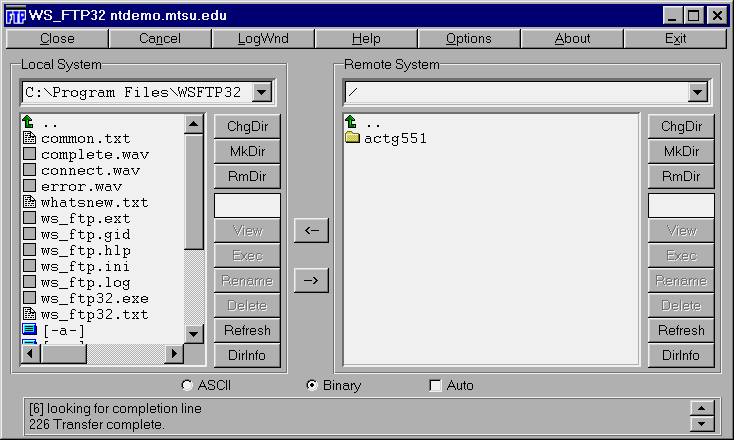 WS_FTP32 ntdemo.mtsu.edu
Close Cancel LogWnd Help Options About Exit
Local System
C:\Program Files\WSFTP32
..
common.txt
complete.wav
connect.wav
error.wav
whatsnew.txt
ws_ftp.ext
ws_ftp.gid
ws_ftp.hlp
ws_ftp.ini
ws_ftp.log
ws_ftp32.exe
ws_ftp32.txt
[-a-]
ChgDir
MkDir
RmDir
View
Exec
Rename
Delete
Refresh
DirInfo
<-
->
Remote System
/
..
actg551
ChgDir
MkDir
RmDir
View
Exec
Rename
Delete
Refresh
DirInfo
ASCII Binary Auto
[6] looking for completion line
226 Transfer complete.